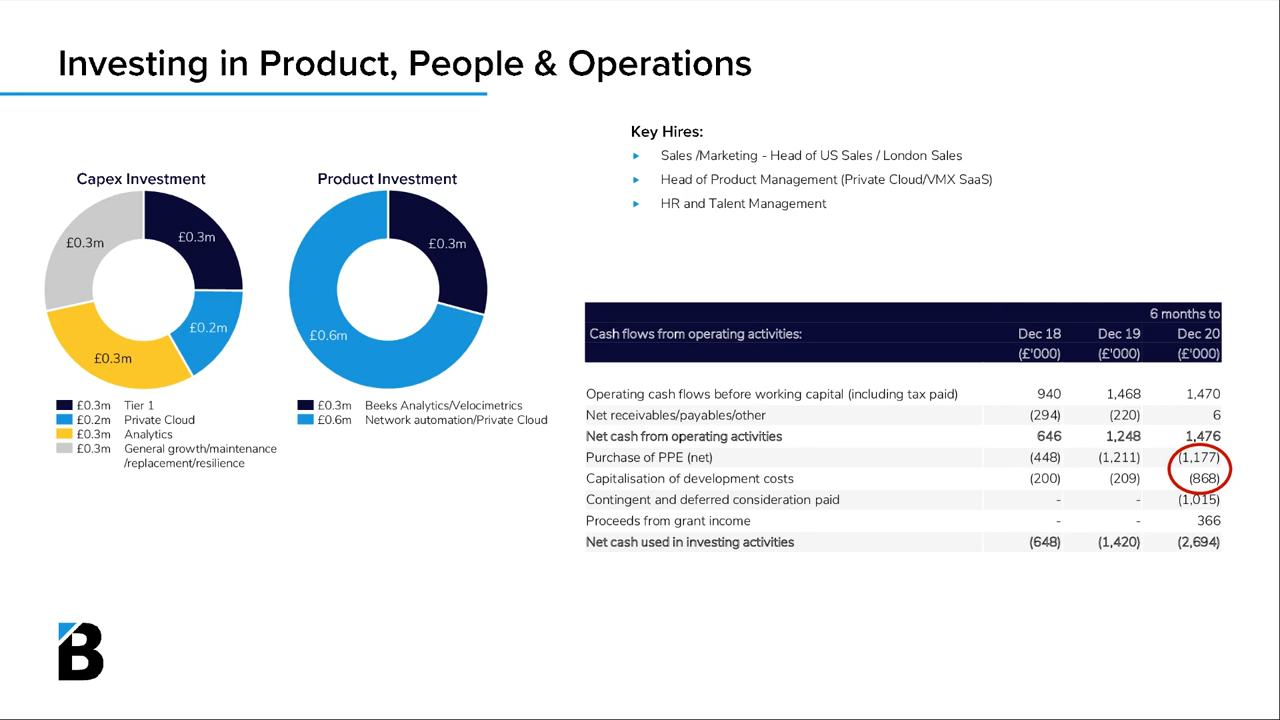 Investing in Product, People & Operations
Key Hires:
Sales /Marketing - Head of US Sales / London Sales
Head of Product Management (Private Cloud/VMX SaaS)
HR and Talent Management
Capex Investment
£0.3m
£0.3m
£0.2m
£0.3m
£0.3m Tier 1
£0.2m Private Cloud
£0.3m Analytics
£0.3m General growth/maintenance
/replacement/resilience
Product Investment
£0.3m
£0.6m
£0.3m Beeks Analytics/Velocimetrics
£0.6m Network automation/Private Cloud
6 months to
Cash flows from operating activities: Dec 18 Dec 19 Dec 20
(£'000) (£'000) (£'000)
Operating cash flows before working capital (including tax paid) 940 1,468 1,470
Net receivables/payables/other (294) (220) 6
Net cash from operating activities 646 1,248 1,476
Purchase of PPE (net) (448) (1,211) (1,177)
Capitalisation of development costs (200) (209) (868)
Contingent and deferred consideration paid - - (1,015)
Proceeds from grant income - - 366
Net cash used in investing activities (648) (1,420) (2,694)
B